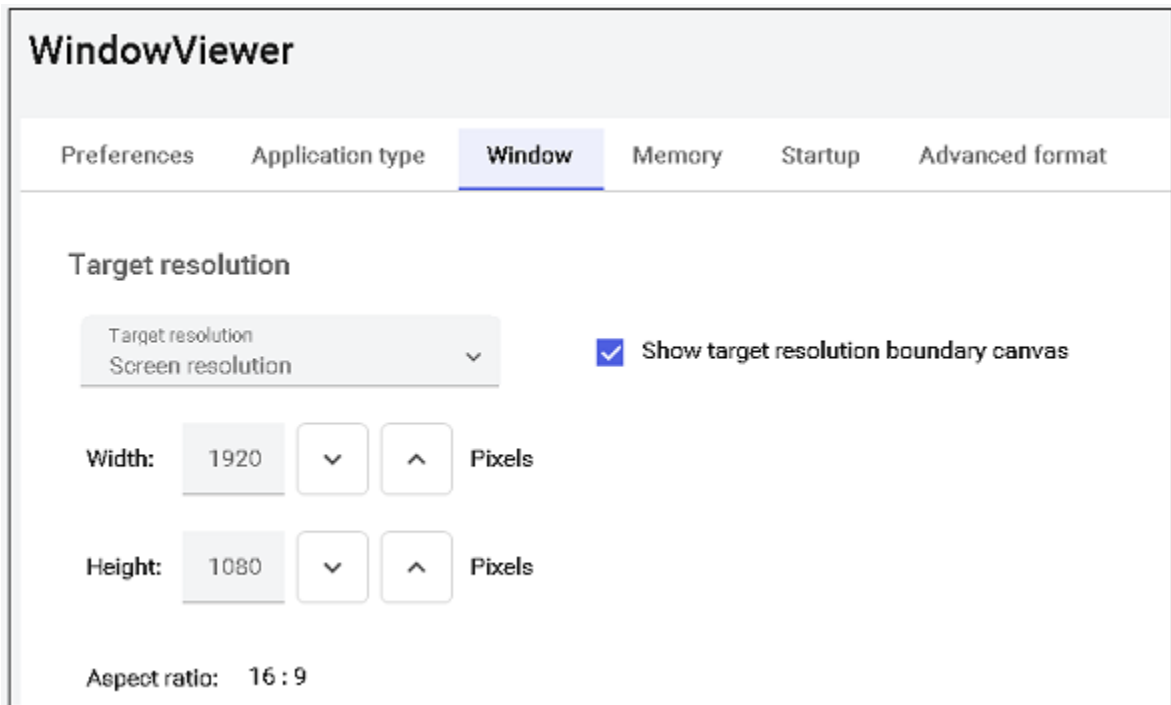 WindowViewer
Preferences Application type Window Memory Startup Advanced format
Target resolution
Target resolution
Screen resolution
Show target resolution boundary canvas
Width: 1920 Pixels
Height: 1080 Pixels
Aspect ratio: 16:9